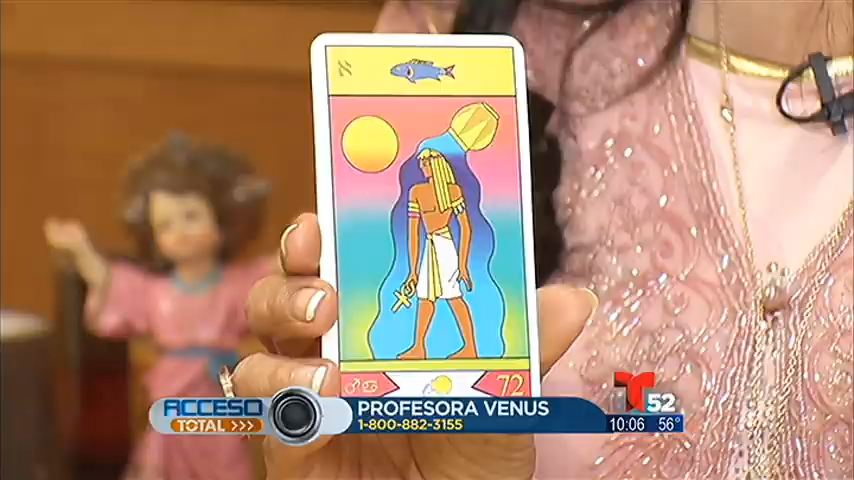 א
72
ACCESO
TOTAL >>>
PROFESORA VENUS
1-800-882-3155
T 52
10:06 56°